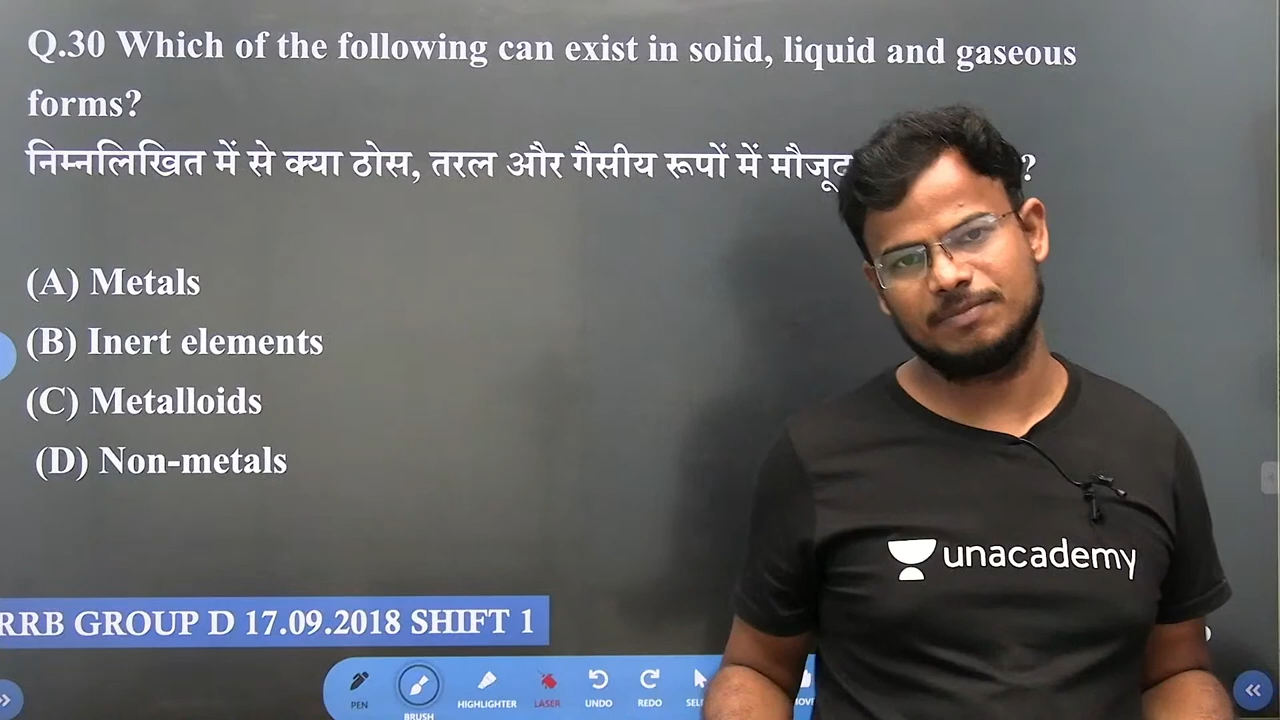 Q.30 Which of the following can exist in solid, liquid and gaseous
forms?
निम्नलिखित में से क्या ठोस, तरल और गैसीय रूपों में ?
(A) Metals
(B) Inert elements
(C) Metalloids
(D) Non-metals
unacademy
RRB GROUP D 17.09.2018 SHIFT 1
PEN BRUSH HIGHLIGHTER LASER UNDO REDO